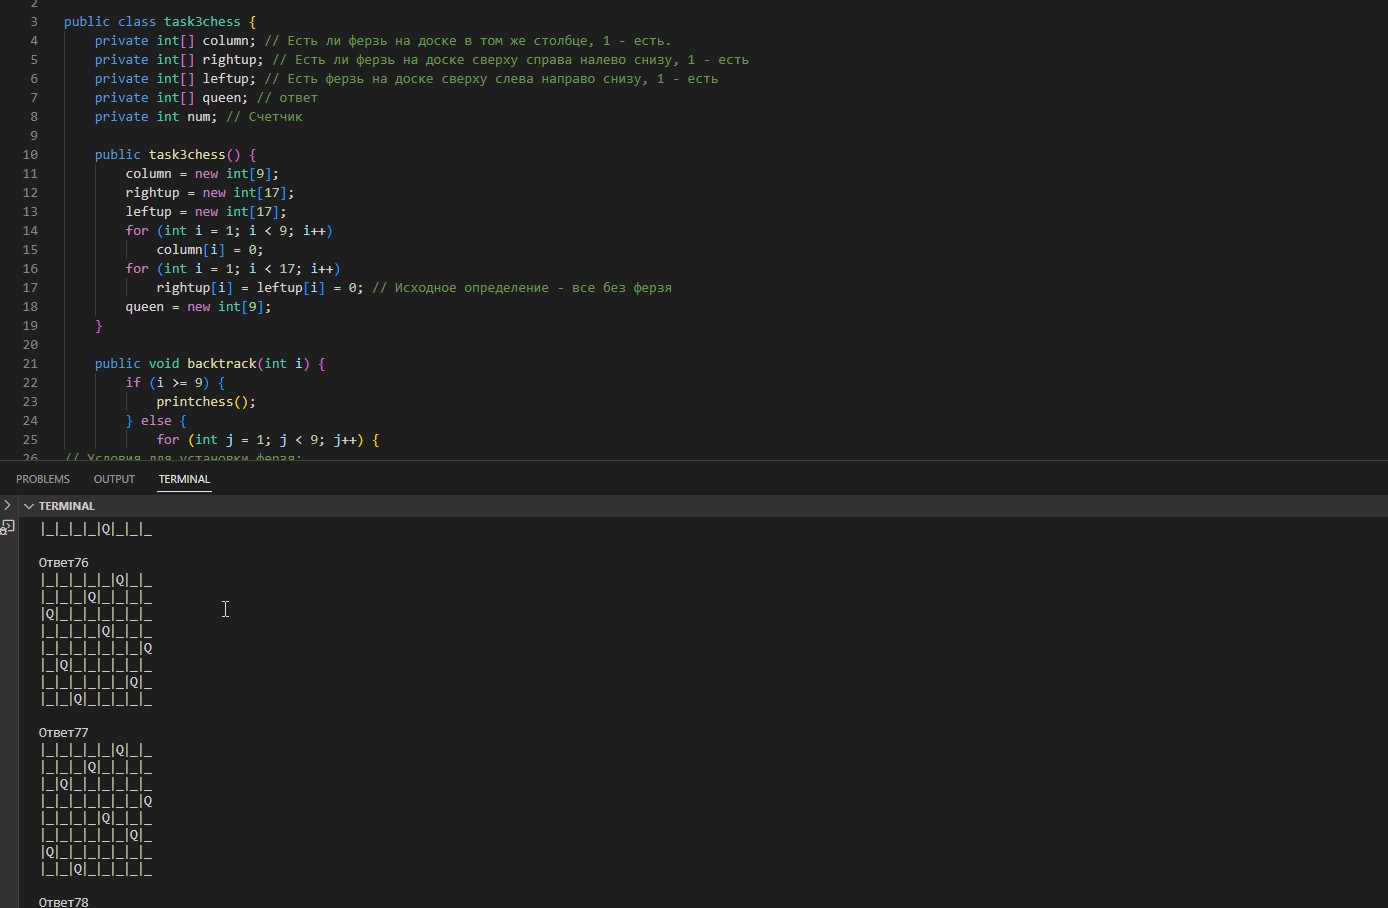 2
3 public class task3chess {
4 private int[] column; // Есть ли ферзь на доске в том же столбце, 1 - есть.
5 private int[] rightup; // Есть ли ферзь на доске сверху справа налево снизу, 1 - есть
6 private int[] leftup; // Есть ферзь на доске сверху слева направо снизу, 1 - есть
7 private int[] queen; // ответ
8 private int num; // Счетчик
9
10 public task3chess() {
11 column = new int[9];
12 rightup = new int[17];
13 leftup = new int[17];
14 for (int i = 1; i < 9; i++)
15 column[i] = 0;
16 for (int i = 1; i < 17; i++)
17 rightup[i] = leftup[i] = 0; // Исходное определение - все без ферзя
18 queen = new int[9];
19 }
20
21 public void backtrack(int i) {
22 if (i >= 9) {
23 printchess();
24 } else {
25 for (int j = 1; j < 9; j++) {
26 // Условия для установки ферзя:
PROBLEMS OUTPUT TERMINAL
TERMINAL
|_|_|_|_|Q|_|_|_
Ответ76
|_|_|_|_|_|Q|_|_
|_|_|_|Q|_|_|_|_
|Q|_|_|_|_|_|_|_
|_|_|_|_|Q|_|_|_
|_|_|_|_|_|_|_|Q
|_|Q|_|_|_|_|_|_
|_|_|_|_|_|_|Q|_
|_|_|Q|_|_|_|_|_
Ответ77
|_|_|_|_|_|Q|_|_
|_|_|_|Q|_|_|_|_
|_|Q|_|_|_|_|_|_
|_|_|_|_|_|_|_|Q
|_|_|_|_|Q|_|_|_
|_|_|_|_|_|_|Q|_
|Q|_|_|_|_|_|_|_
|_|_|Q|_|_|_|_|_
Ответ78